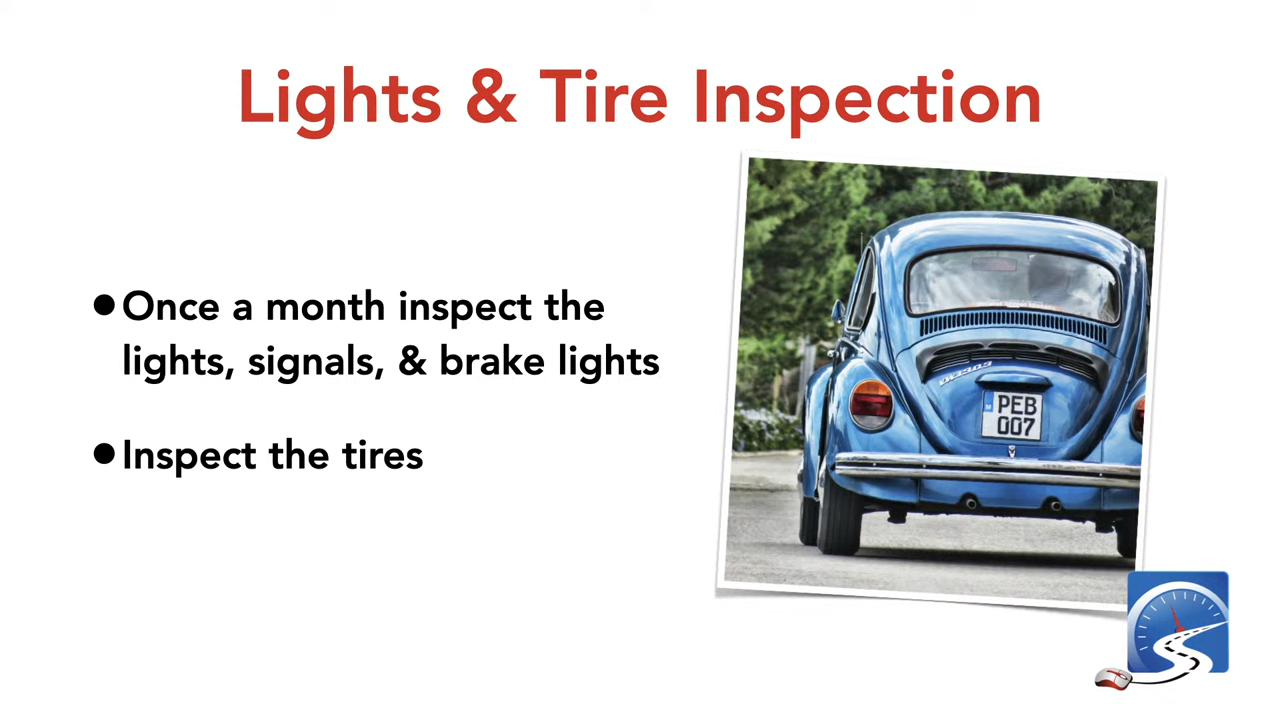 Lights & Tire Inspection
●Once a month inspect the
lights, signals, & brake lights
●Inspect the tires
PEB
007